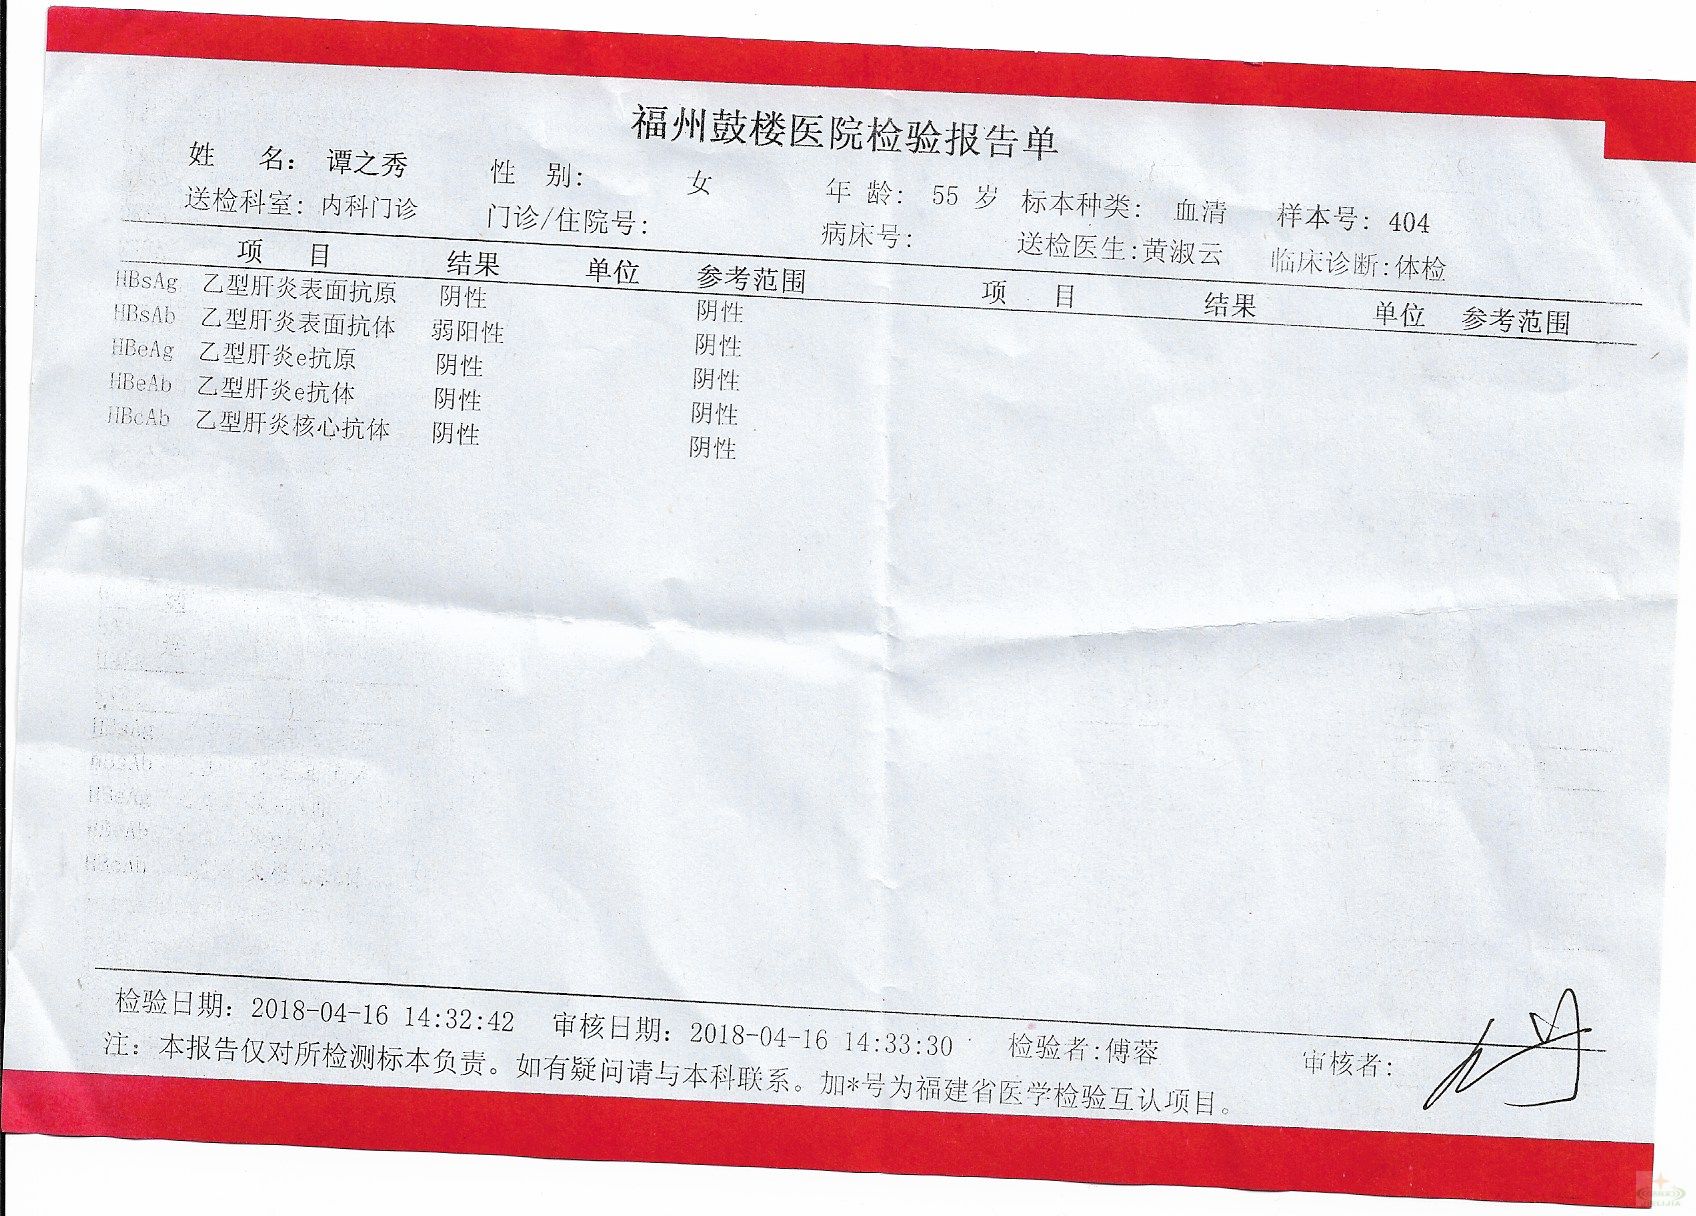 福州鼓楼医院检验报告单
姓 名: 谭之秀 性 别: 女 年 龄: 55 岁 标本种类: 血清 样本号: 404
送检科室: 内科门诊 门诊/住院号: 病床号: 送检医生:黄淑云 临床诊断:体检
项 目 结果 单位 参考范围 项 目 结果 单位 参考范围
HBsAg 乙型肝炎表面抗原 阴性 阴性
HBsAb 乙型肝炎表面抗体 弱阳性 阴性
HBeAg 乙型肝炎e抗原 阴性 阴性
HBeAb 乙型肝炎e抗体 阴性 阴性
HBcAb 乙型肝炎核心抗体 阴性 阴性
检验日期: 2018-04-16 14:32:42 审核日期: 2018-04-16 14:33:30 检验者:傅蓉 审核者:
注: 本报告仅对所检测标本负责。如有疑问请与本科联系。加*号为福建省医学检验互认项目。